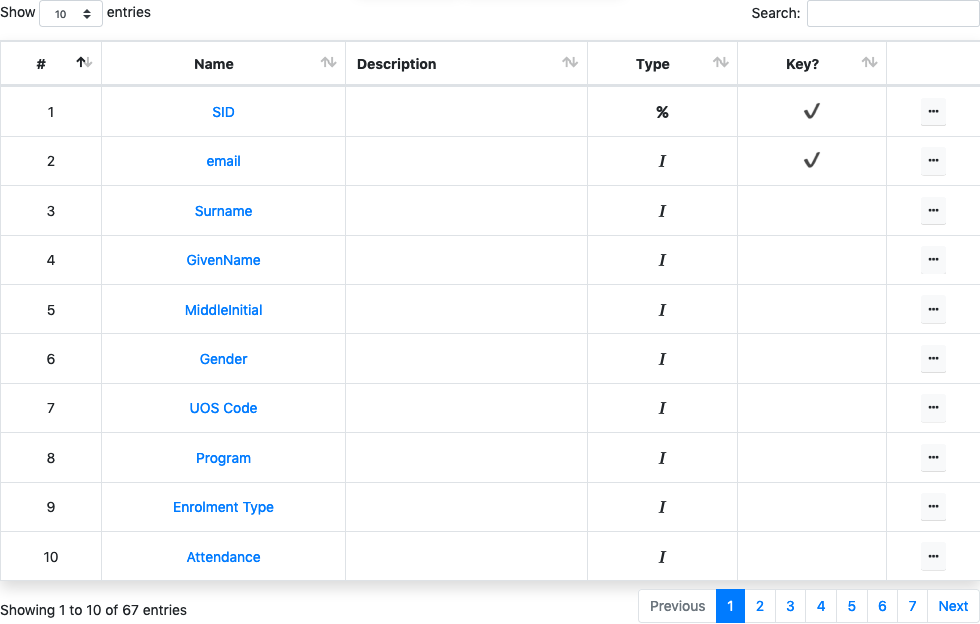 Show 10 entries Search:
# Name Description Type Key?
1 SID % ✓ ...
2 email I ✓ ...
3 Surname I ...
4 GivenName I ...
5 MiddleInitial I ...
6 Gender I ...
7 UOS Code I ...
8 Program I ...
9 Enrolment Type I ...
10 Attendance I ...
Showing 1 to 10 of 67 entries Previous 1 2 3 4 5 6 7 Next